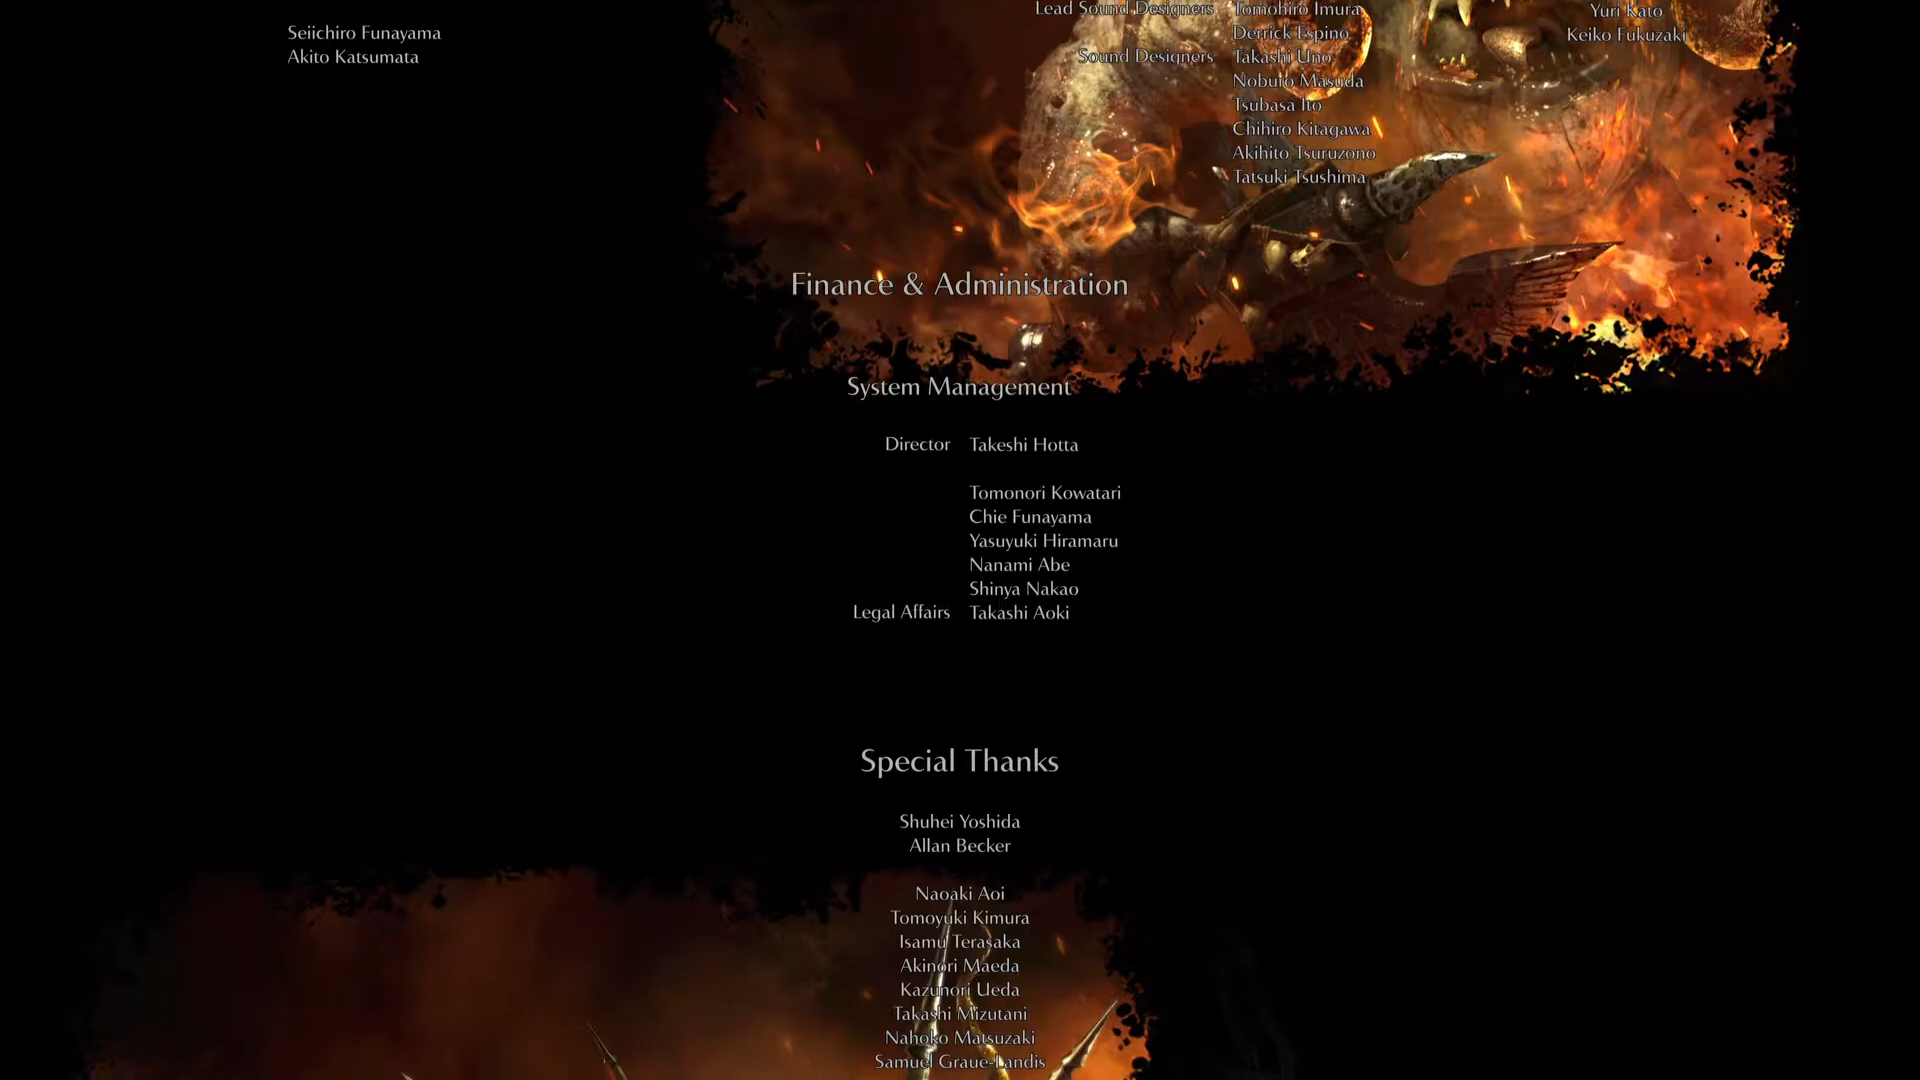 Seiichiro Funayama
Akito Katsumata
Lead Sound Designers Tomohiro Imura
Derrick Espino
Sound Designers Takashi Uno
Noburo Masuda
Tsubasa Ito
Chihiro Kitagawa
Akihito Tsuruzono
Tatsuki Tsushima
Yuri Kato
Keiko Fukuzaki
Finance & Administration
System Management
Director Takeshi Hotta
Tomonori Kowatari
Chie Funayama
Yasuyuki Hiramaru
Nanami Abe
Shinya Nakao
Legal Affairs Takashi Aoki
Special Thanks
Shuhei Yoshida
Allan Becker
Naoaki Aoi
Tomoyuki Kimura
Isamu Terasaka
Akinori Maeda
Kazunori Ueda
Takashi Mizutani
Nahoko Matsuzaki
Samuel Graue-Landis